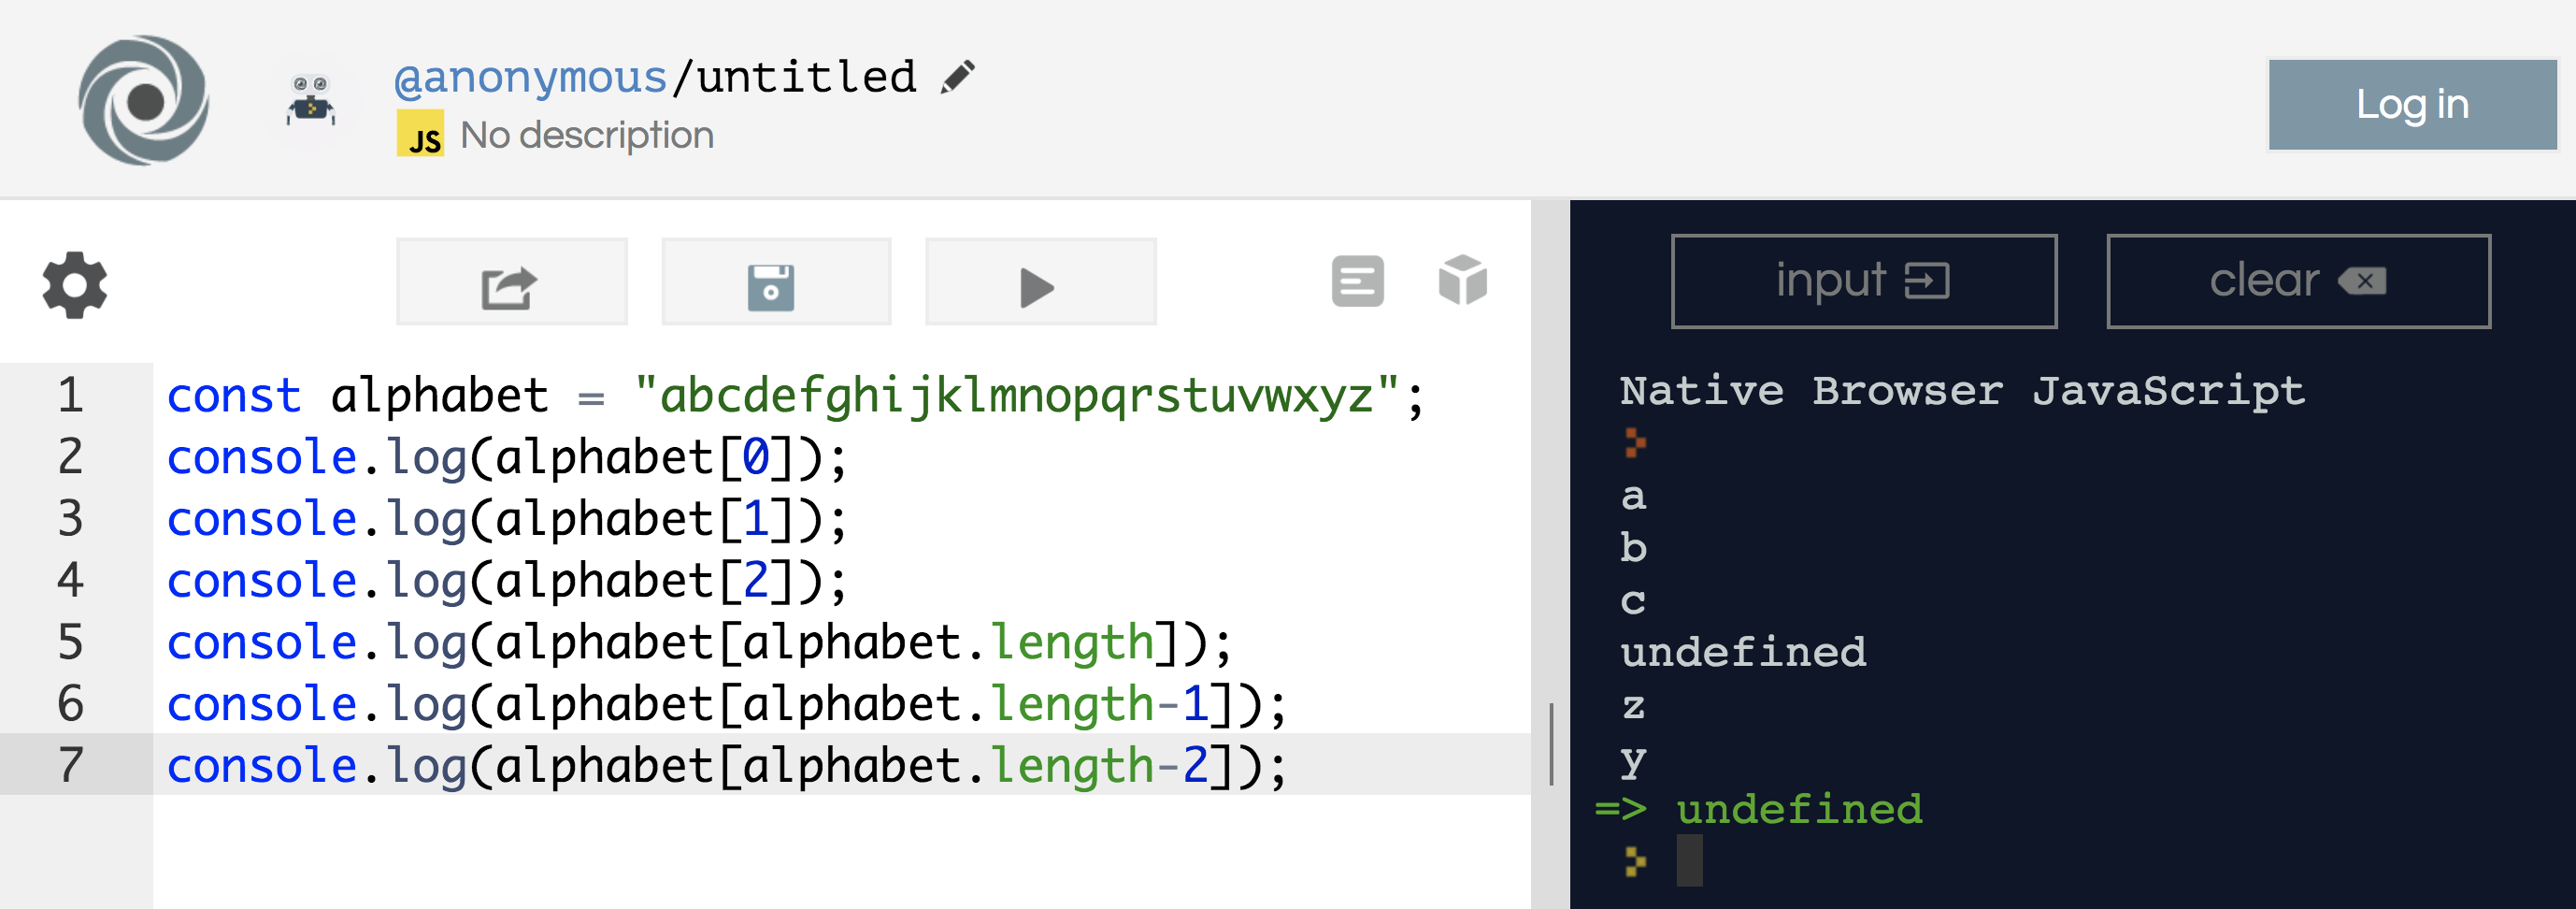 @anonymous/untitled
JS No description
Log in
input
clear
1 const alphabet = "abcdefghijklmnopqrstuvwxyz";
2 console.log(alphabet[0]);
3 console.log(alphabet[1]);
4 console.log(alphabet[2]);
5 console.log(alphabet[alphabet.length]);
6 console.log(alphabet[alphabet.length-1]);
7 console.log(alphabet[alphabet.length-2]);
Native Browser JavaScript
a
b
c
undefined
z
y
=> undefined